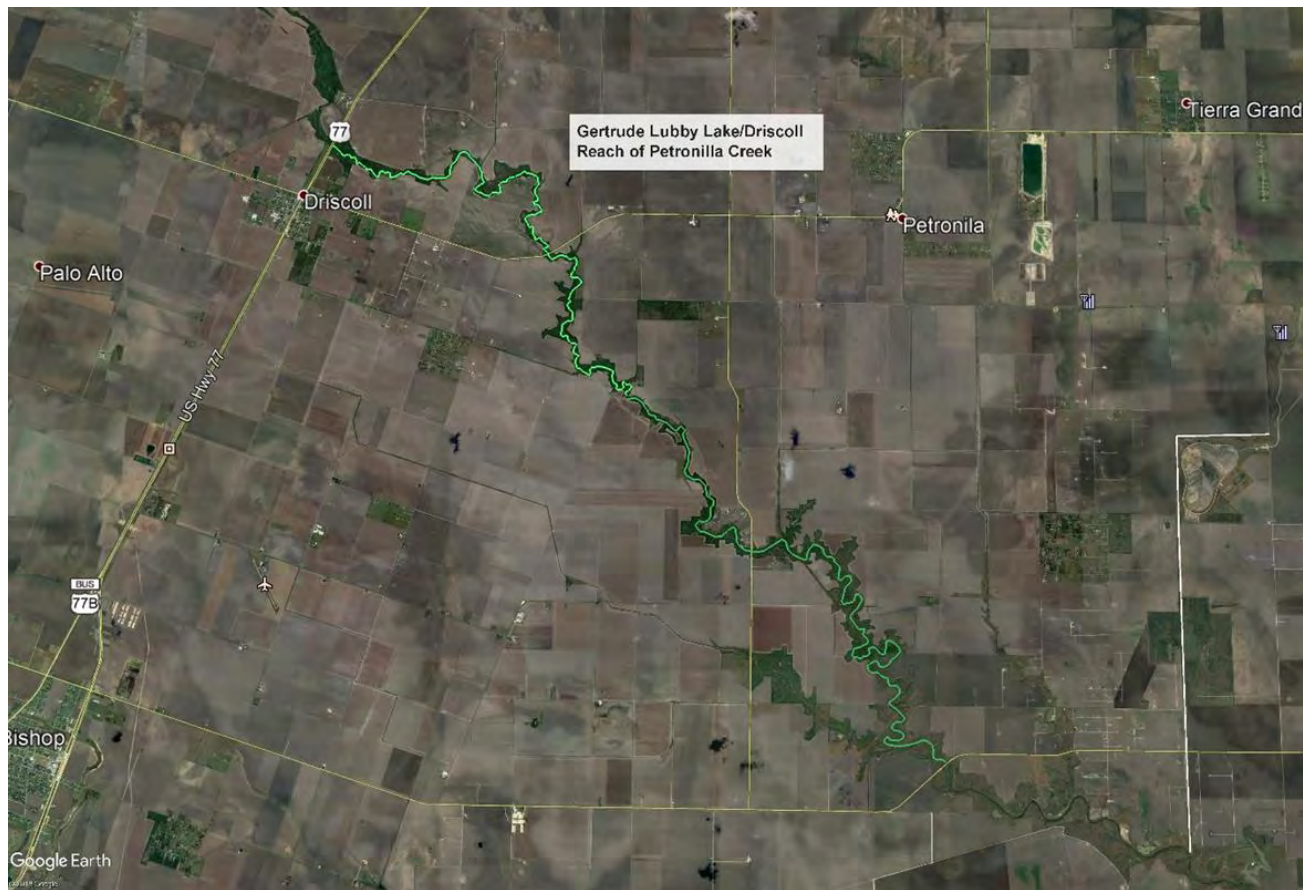 77
Gertrude Lubby Lake/Driscoll
Reach of Petronilla Creek
Tierra Grand
Driscoll
Petronila
Palo Alto
US Hwy 77
BUS
77B
Bishop
Google Earth